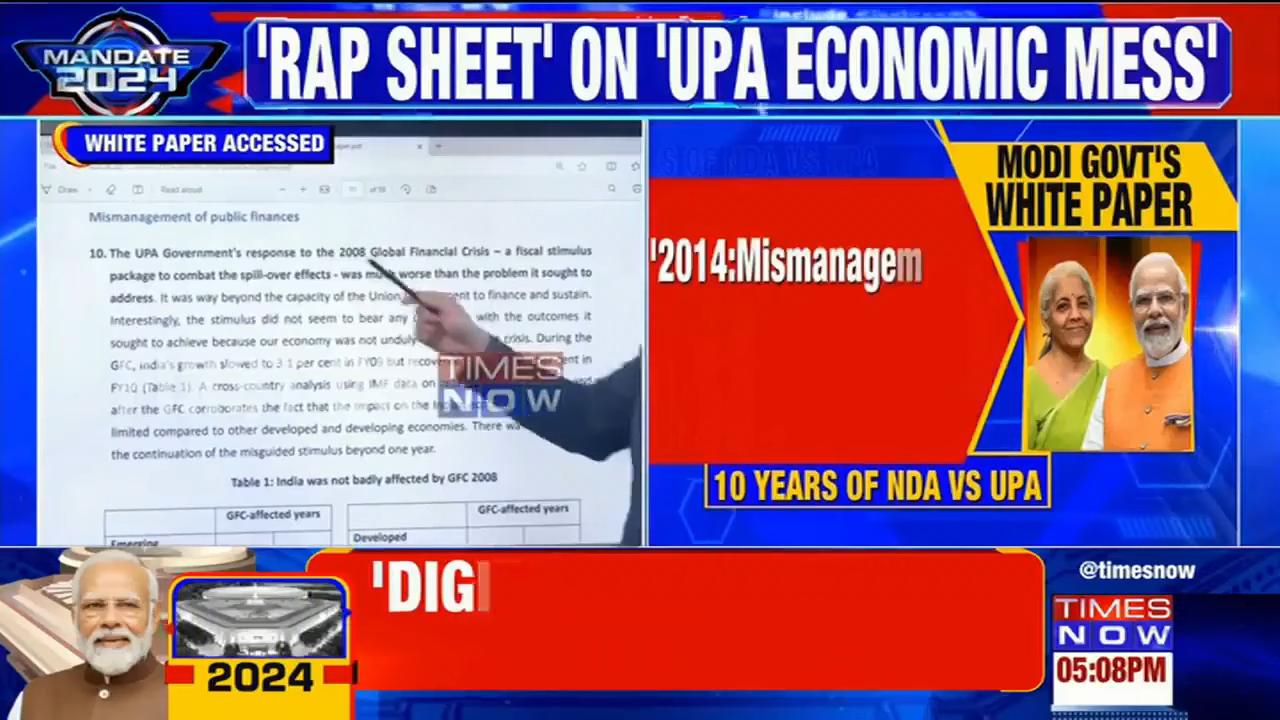 MANDATE
2024
'RAP SHEET' ON 'UPA ECONOMIC MESS'
WHITE PAPER ACCESSED
Draw
Read aloud
Mismanagement of public finances
10. The UPA Government's response to the 2008 Global Financial Crisis – a fiscal stimulus
package to combat the spill-over effects - was much worse than the problem it sought to
address. It was way beyond the capacity of the Union to finance and sustain.
Interestingly, the stimulus did not seem to bear any with the outcomes it
sought to achieve because our economy was not unduly crisis. During the
GFC, India's growth slowed to 3.1 per cent in FY09 but in
FY10 (Table 1). A cross-country analysis using IMF data on and
after the GFC corroborates the fact that the impact on the
limited compared to other developed and developing economies. There
the continuation of the misguided stimulus beyond one year.
Table 1: India was not badly affected by GFC 2008
GFC-affected years
GFC-affected years
Emerging
Developed
TIMES
NOW
'2014:Mismanagem
MODI GOVT'S
WHITE PAPER
10 YEARS OF NDA VS UPA
2024
'DIG
@timesnow
TIMES
NOW
05:08PM